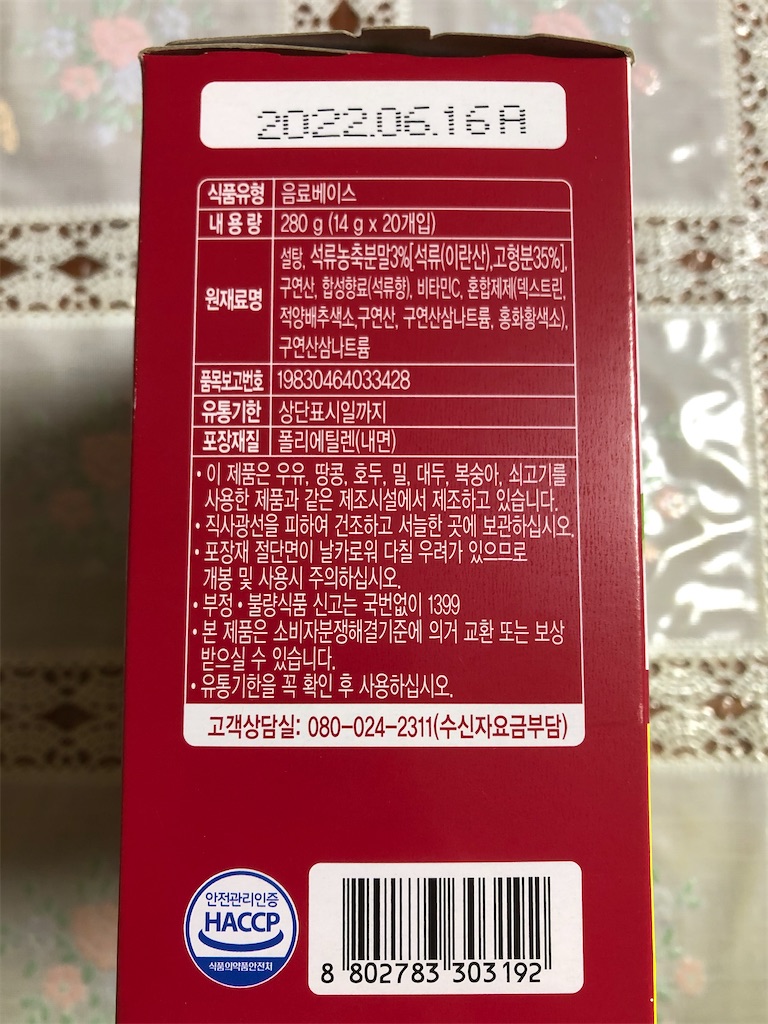 2022.06.16A
식품유형 음료베이스
내용량 280 g (14 g x 20개입)
원재료명 설탕, 석류농축분말3%[석류(이란산),고형분35%],
구연산, 합성향료(석류향), 비타민C, 혼합제제(덱스트린,
적양배추색소,구연산, 구연산삼나트륨, 홍화황색소),
구연산삼나트륨
품목보고번호 19830464033428
유통기한 상단표시일까지
포장재질 폴리에틸렌(내면)
• 이 제품은 우유, 땅콩, 호두, 밀, 대두, 복숭아, 쇠고기를
사용한 제품과 같은 제조시설에서 제조하고 있습니다.
• 직사광선을 피하여 건조하고 서늘한 곳에 보관하십시오.
• 포장재 절단면이 날카로워 다칠 우려가 있으므로
개봉 및 사용시 주의하십시오.
• 부정 • 불량식품 신고는 국번없이 1399
• 본 제품은 소비자분쟁해결기준에 의거 교환 또는 보상
받으실 수 있습니다.
• 유통기한을 꼭 확인 후 사용하십시오.
고객상담실: 080-024-2311(수신자요금부담)
안전관리인증
HACCP
식품의약품안전처
8 802783 303192